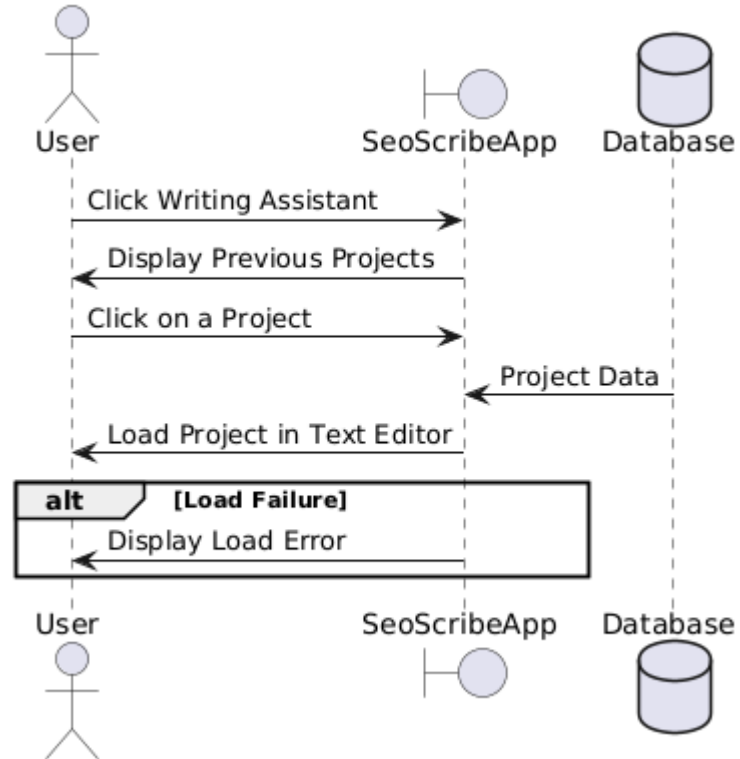 User SeoScribeApp Database
Click Writing Assistant
Display Previous Projects
Click on a Project
Project Data
Load Project in Text Editor
alt [Load Failure]
Display Load Error
User SeoScribeApp Database